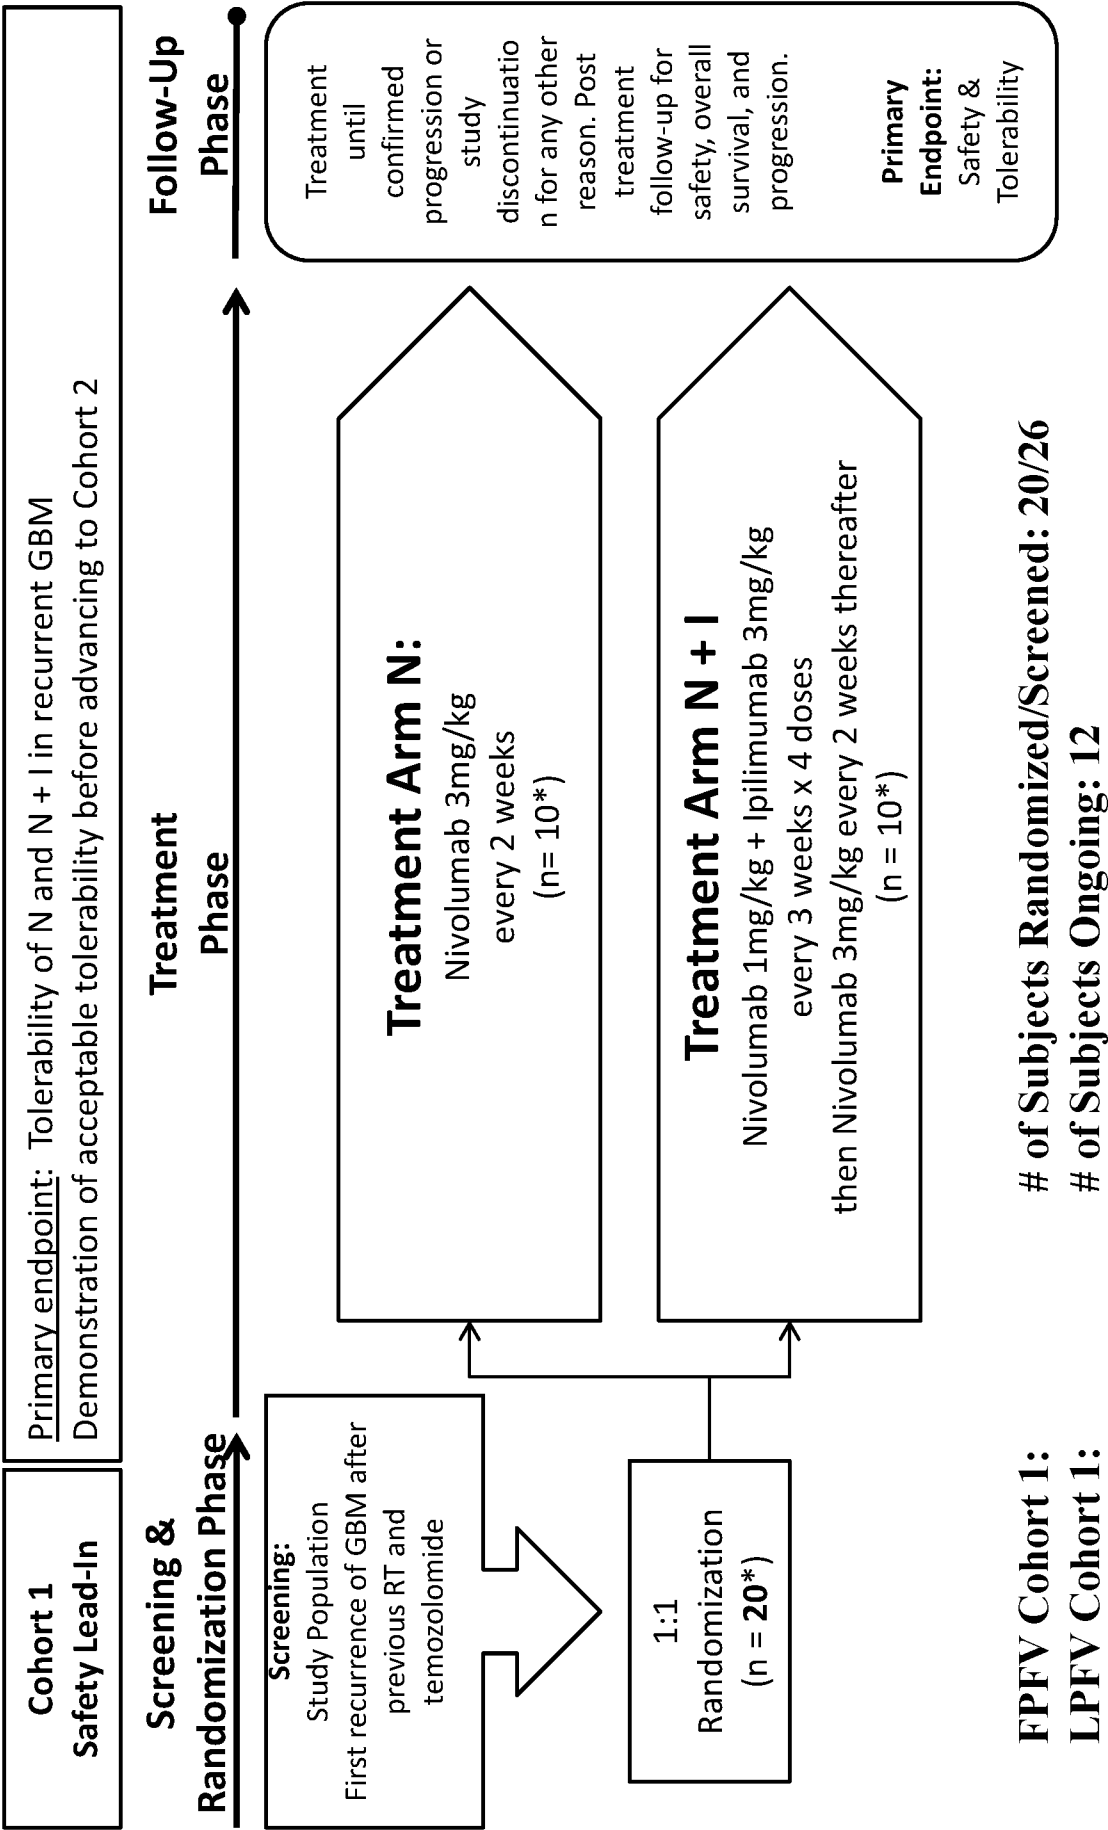 Cohort 1
Safety Lead-In
Primary endpoint: Tolerability of N and N + I in recurrent GBM
Demonstration of acceptable tolerability before advancing to Cohort 2
Screening &
Randomization Phase
Treatment
Phase
Follow-Up
Phase
Screening:
Study Population
First recurrence of GBM after
previous RT and
temozolomide
1:1
Randomization
(n = 20*)
Treatment Arm N:
Nivolumab 3mg/kg
every 2 weeks
(n= 10*)
Treatment Arm N + I
Nivolumab 1mg/kg + Ipilimumab 3mg/kg
every 3 weeks x 4 doses
then Nivolumab 3mg/kg every 2 weeks thereafter
(n = 10*)
Treatment
until
confirmed
progression or
study
discontinuatio
n for any other
reason. Post
treatment
follow-up for
safety, overall
survival, and
progression.
Primary
Endpoint:
Safety &
Tolerability
FPFV Cohort 1:
LPFV Cohort 1:
# of Subjects Randomized/Screened: 20/26
# of Subjects Ongoing: 12